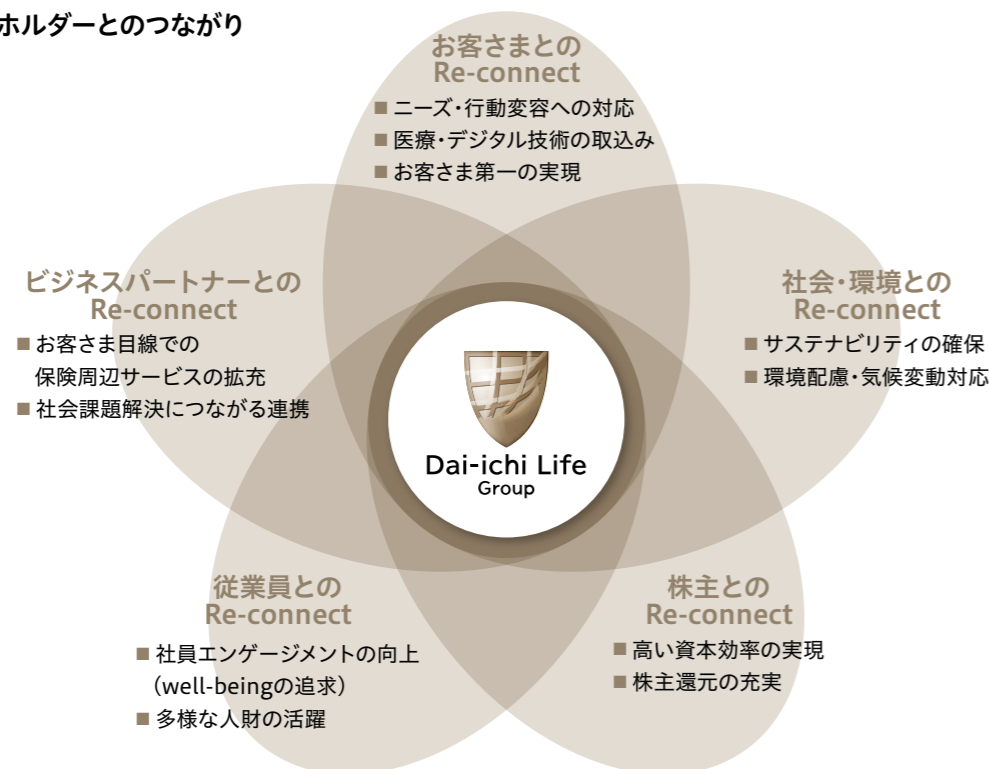 ホルダーとのつながり
お客さまとの
Re-connect
■ ニーズ・行動変容への対応
■ 医療・デジタル技術の取込み
■ お客さま第一の実現
ビジネスパートナーとの
Re-connect
■ お客さま目線での
保険周辺サービスの拡充
■ 社会課題解決につながる連携
社会・環境との
Re-connect
■ サステナビリティの確保
■ 環境配慮・気候変動対応
Dai-ichi Life
Group
従業員との
Re-connect
■ 社員エンゲージメントの向上
（well-beingの追求）
■ 多様な人財の活躍
株主との
Re-connect
■ 高い資本効率の実現
■ 株主還元の充実